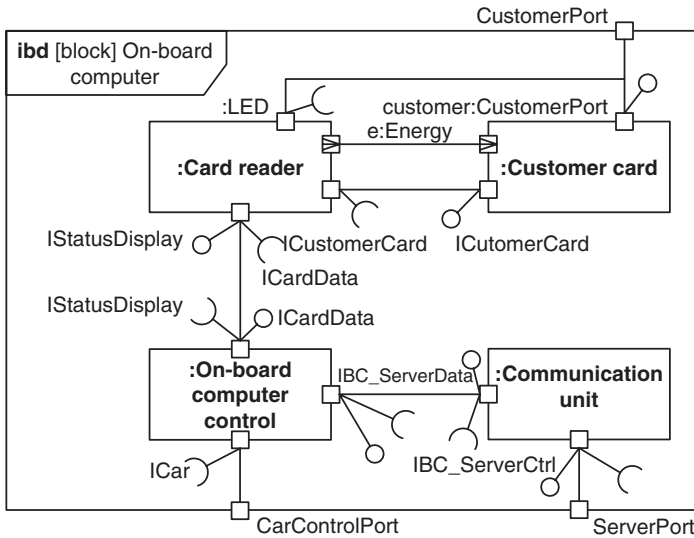 CustomerPort
ibd [block] On-board
computer
:LED
customer:CustomerPort
e:Energy
:Card reader
:Customer card
IStatusDisplay
ICustomerCard
ICutomerCard
ICardData
IStatusDisplay
ICardData
:On-board
computer
control
IBC_ServerData
:Communication
unit
ICar
IBC_ServerCtrl
CarControlPort
ServerPort